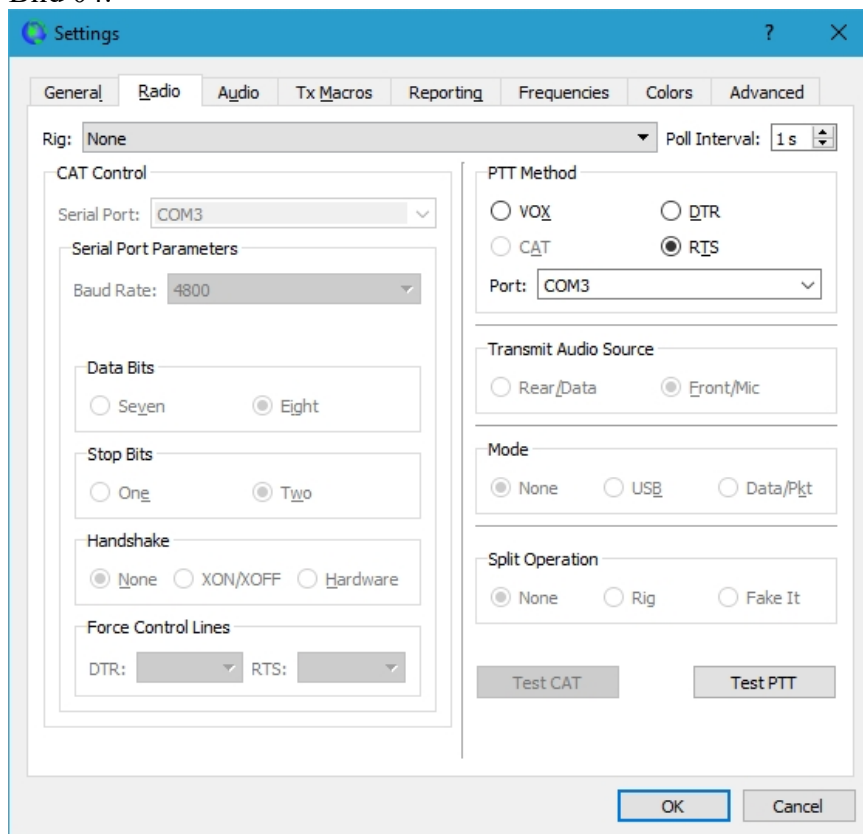 Bild 04:
Settings
?
General Radio Audio Tx Macros Reporting Frequencies Colors Advanced
Rig: None Poll Interval: 1 s
CAT Control
Serial Port: COM3
Serial Port Parameters
Baud Rate: 4800
Data Bits
Seven Eight
Stop Bits
One Two
Handshake
None XON/XOFF Hardware
Force Control Lines
DTR: RTS:
PTT Method
VOX DTR
CAT RTS
Port: COM3
Transmit Audio Source
Rear/Data Front/Mic
Mode
None USB Data/Pkt
Split Operation
None Rig Fake It
Test CAT Test PTT
OK Cancel